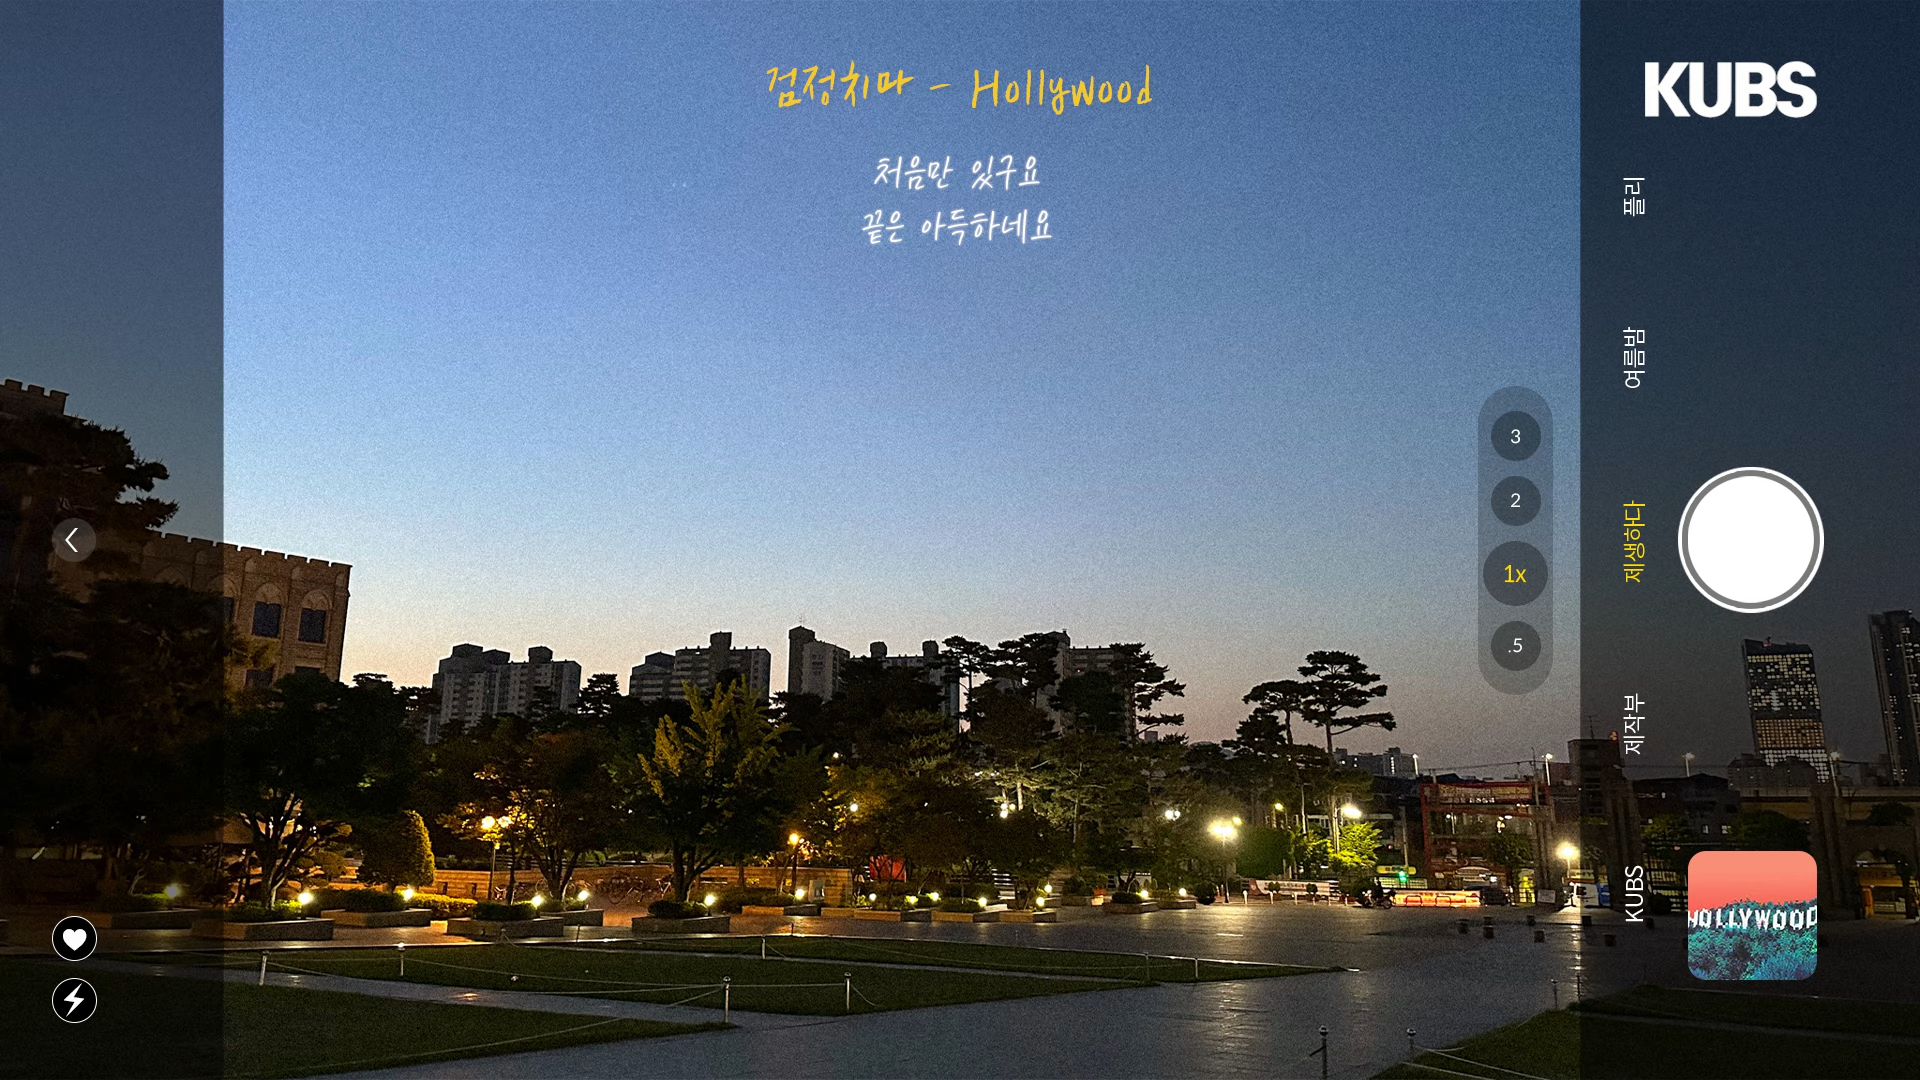 검정치마 - Hollywood
처음만 있구요
끝은 아득하네요
KUBS
플리
여름밤
제생하다
제작부
KUBS
3
2
1x
.5
HOLLYWOOD